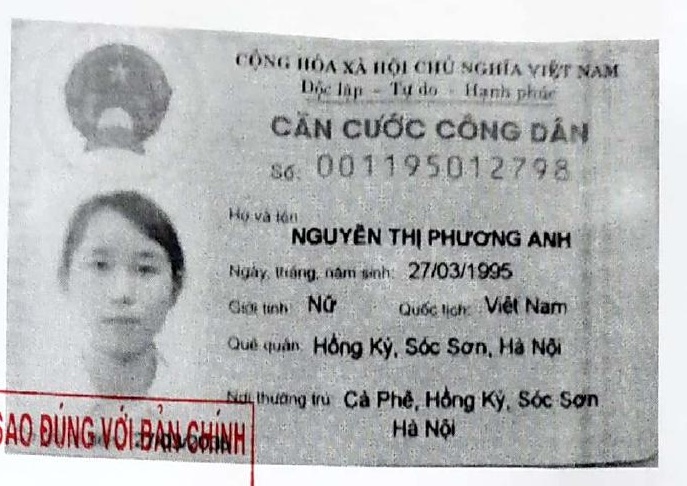 CỘNG HÒA XÃ HỘI CHỦ NGHĨA VIỆT NAM
Độc lập - Tự do - Hạnh phúc
CĂN CƯỚC CÔNG DÂN
Số: 001195012798
Họ và tên
NGUYỄN THỊ PHƯƠNG ANH
Ngày, tháng, năm sinh: 27/03/1995
Giới tính: Nữ Quốc tịch: Việt Nam
Quê quán: Hồng Kỳ, Sóc Sơn, Hà Nội
Nơi thường trú: Cà Phê, Hồng Kỳ, Sóc Sơn
Hà Nội
SAO ĐÚNG VỚI BẢN CHÍNH